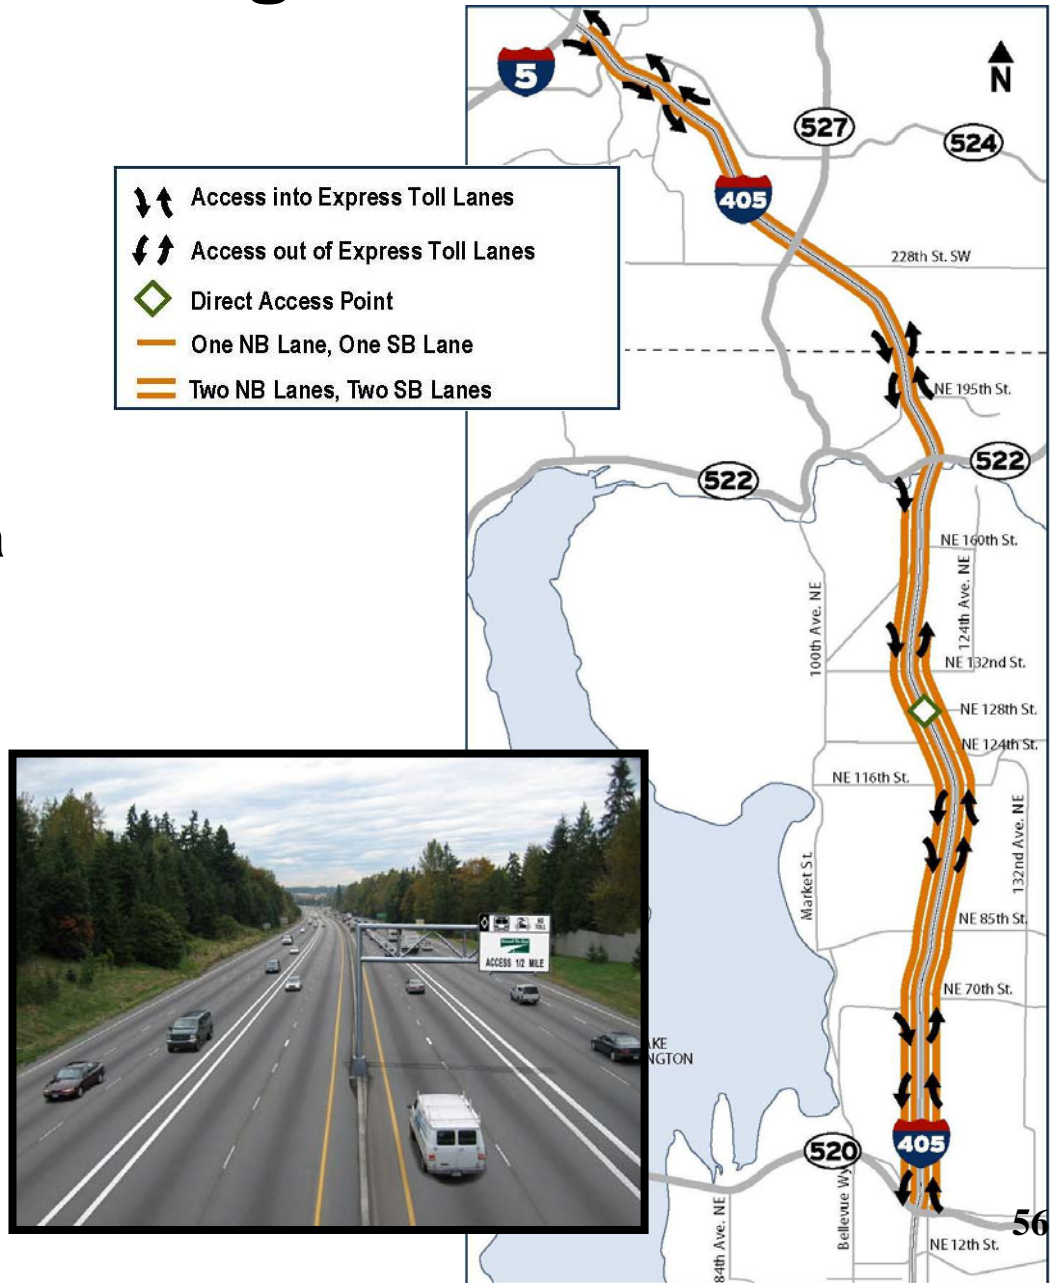 5
N
527
524
405
Access into Express Toll Lanes
Access out of Express Toll Lanes
228th St. SW
Direct Access Point
One NB Lane, One SB Lane
Two NB Lanes, Two SB Lanes
NE 195th St.
522
522
NE 160th St.
100th Ave. NE
124th Ave. NE
NE 132nd St.
NE 128th St.
NE 124th St.
NE 116th St.
132nd Ave. NE
Market St.
NE 85th St.
NO
TOLL
ACCESS 1/2 MILE
NE 70th St.
AKE
NGTON
405
520
Bellevue Wy
84th Ave. NE
56
NE 12th St.